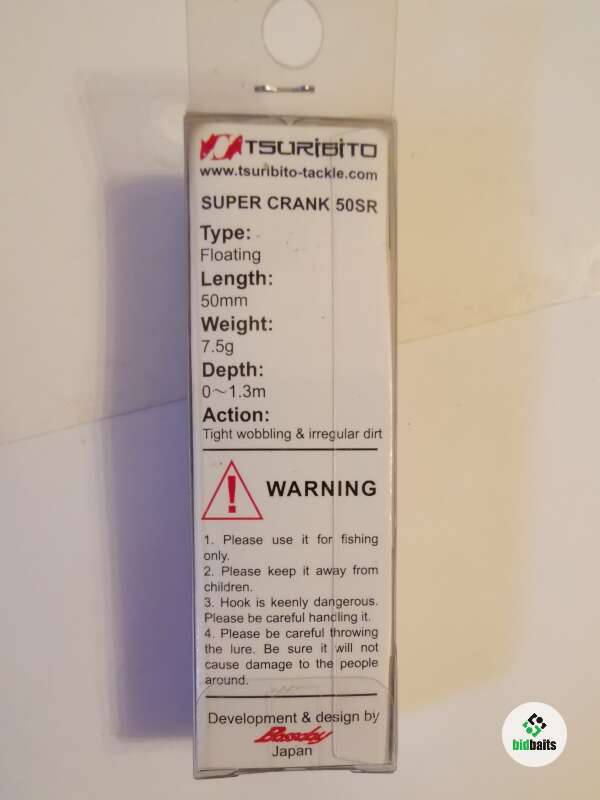 TSURIBITO
www.tsuribito-tackle.com
SUPER CRANK 50SR
Type:
Floating
Length:
50mm
Weight:
7.5g
Depth:
0～1.3m
Action:
Tight wobbling & irregular dirt
!
WARNING
1. Please use it for fishing
only.
2. Please keep it away from
children.
3. Hook is keenly dangerous.
Please be careful handling it.
4. Please be careful throwing
the lure. Be sure it will not
cause damage to the people
around.
Development & design by
Bassday
Japan
bidbaits